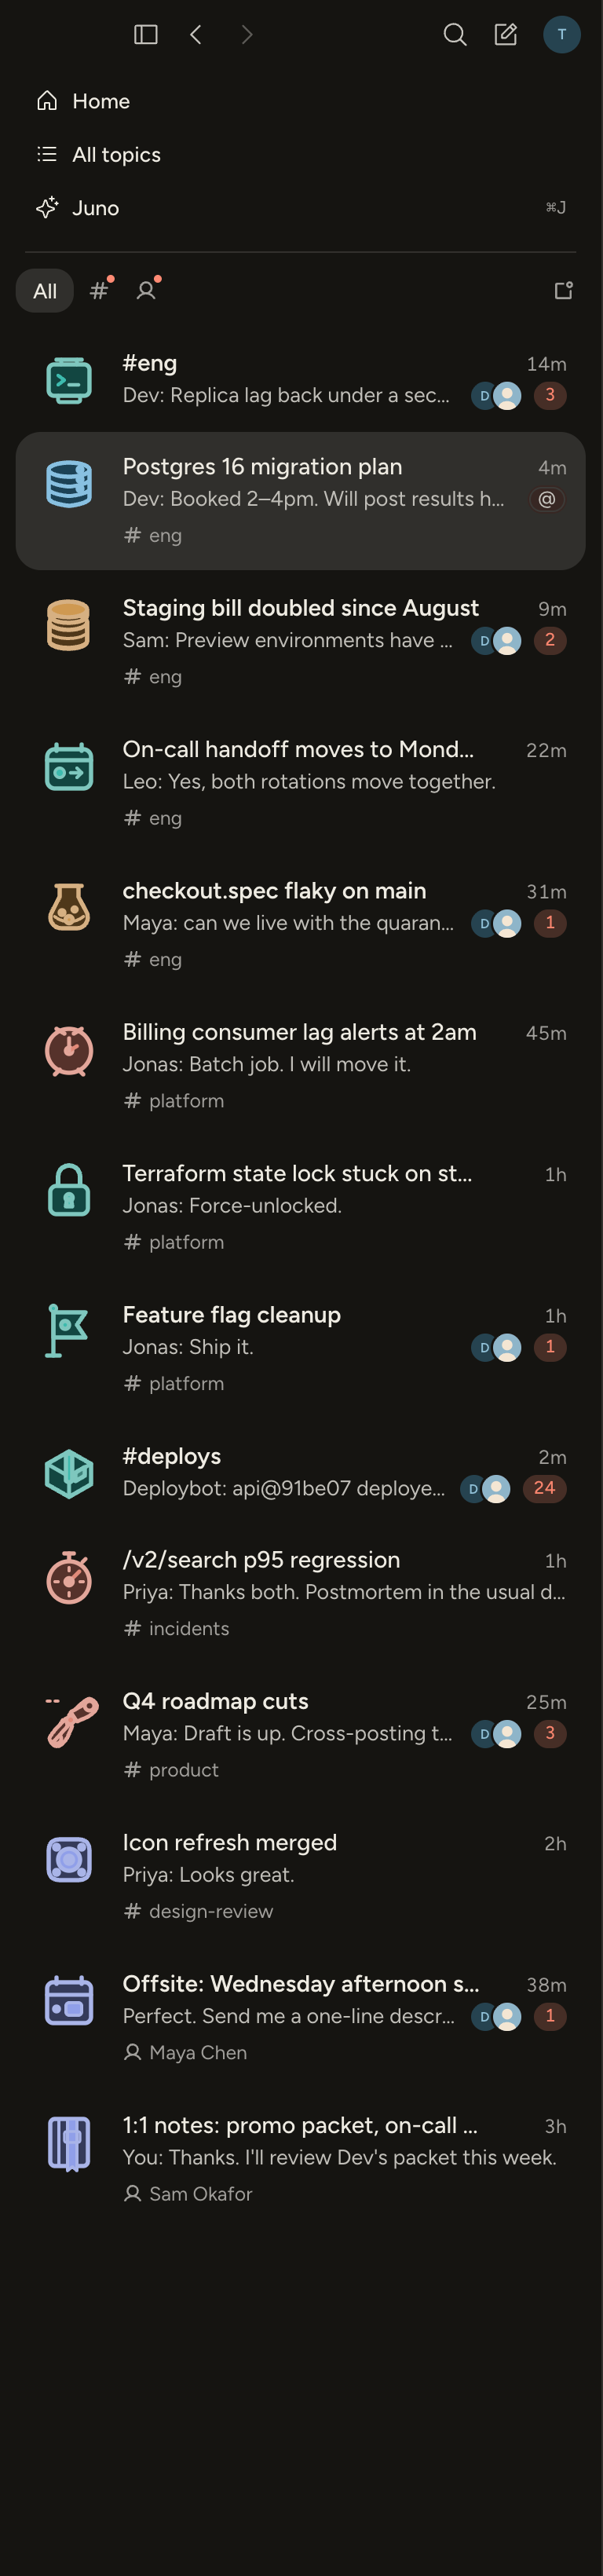 T
Home
All topics
Juno ⌘J
All
#eng 14m
Dev: Replica lag back under a sec... D 3
Postgres 16 migration plan 4m
Dev: Booked 2–4pm. Will post results h... @
# eng
Staging bill doubled since August 9m
Sam: Preview environments have ... D 2
# eng
On-call handoff moves to Mond... 22m
Leo: Yes, both rotations move together.
# eng
checkout.spec flaky on main 31m
Maya: can we live with the quaran... D 1
# eng
Billing consumer lag alerts at 2am 45m
Jonas: Batch job. I will move it.
# platform
Terraform state lock stuck on st... 1h
Jonas: Force-unlocked.
# platform
Feature flag cleanup 1h
Jonas: Ship it. D 1
# platform
#deploys 2m
Deploybot: api@91be07 deploye... D 24
/v2/search p95 regression 1h
Priya: Thanks both. Postmortem in the usual d...
# incidents
Q4 roadmap cuts 25m
Maya: Draft is up. Cross-posting t... D 3
# product
Icon refresh merged 2h
Priya: Looks great.
# design-review
Offsite: Wednesday afternoon s... 38m
Perfect. Send me a one-line descr... D 1
Maya Chen
1:1 notes: promo packet, on-call ... 3h
You: Thanks. I'll review Dev's packet this week.
Sam Okafor